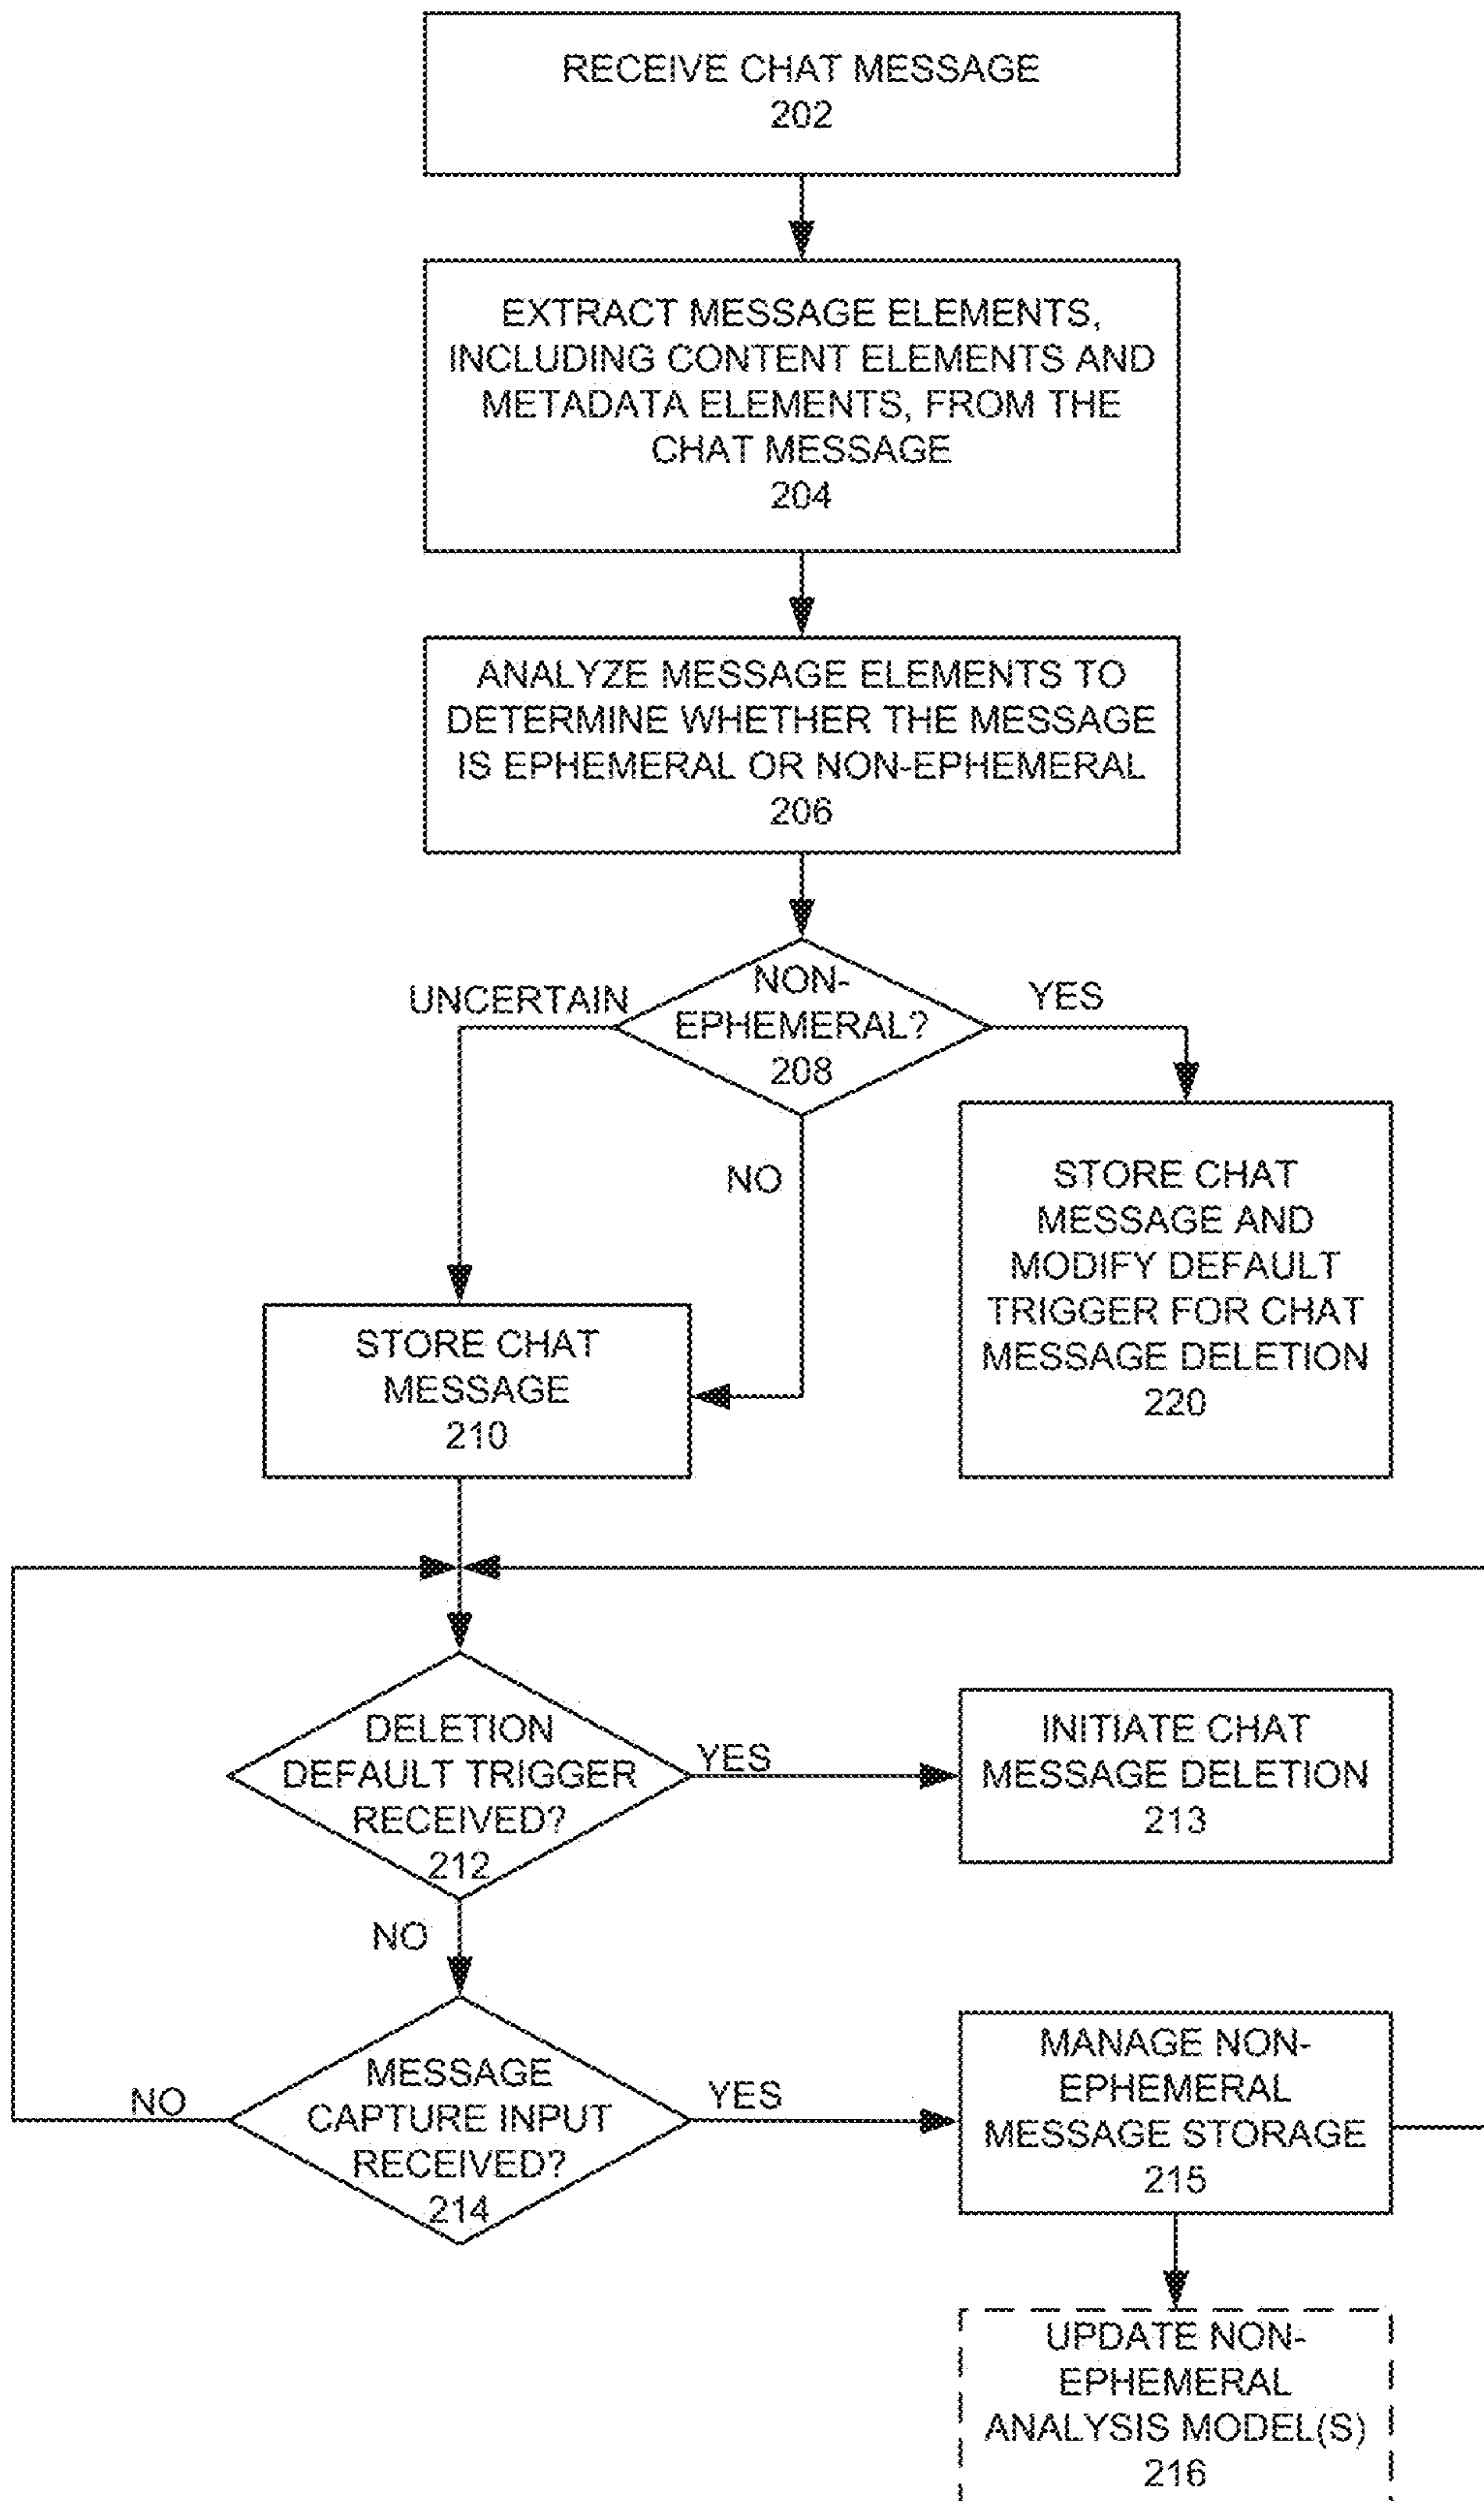 RECEIVE CHAT MESSAGE
202
EXTRACT MESSAGE ELEMENTS,
INCLUDING CONTENT ELEMENTS AND
METADATA ELEMENTS, FROM THE
CHAT MESSAGE
204
ANALYZE MESSAGE ELEMENTS TO
DETERMINE WHETHER THE MESSAGE
IS EPHEMERAL OR NON-EPHEMERAL
206
NON-
EPHEMERAL?
208
UNCERTAIN
YES
NO
STORE CHAT
MESSAGE AND
MODIFY DEFAULT
TRIGGER FOR CHAT
MESSAGE DELETION
220
STORE CHAT
MESSAGE
210
DELETION
DEFAULT TRIGGER
RECEIVED?
212
YES
INITIATE CHAT
MESSAGE DELETION
213
NO
MESSAGE
CAPTURE INPUT
RECEIVED?
214
NO
YES
MANAGE NON-
EPHEMERAL
MESSAGE STORAGE
215
UPDATE NON-
EPHEMERAL
ANALYSIS MODEL(S)
216